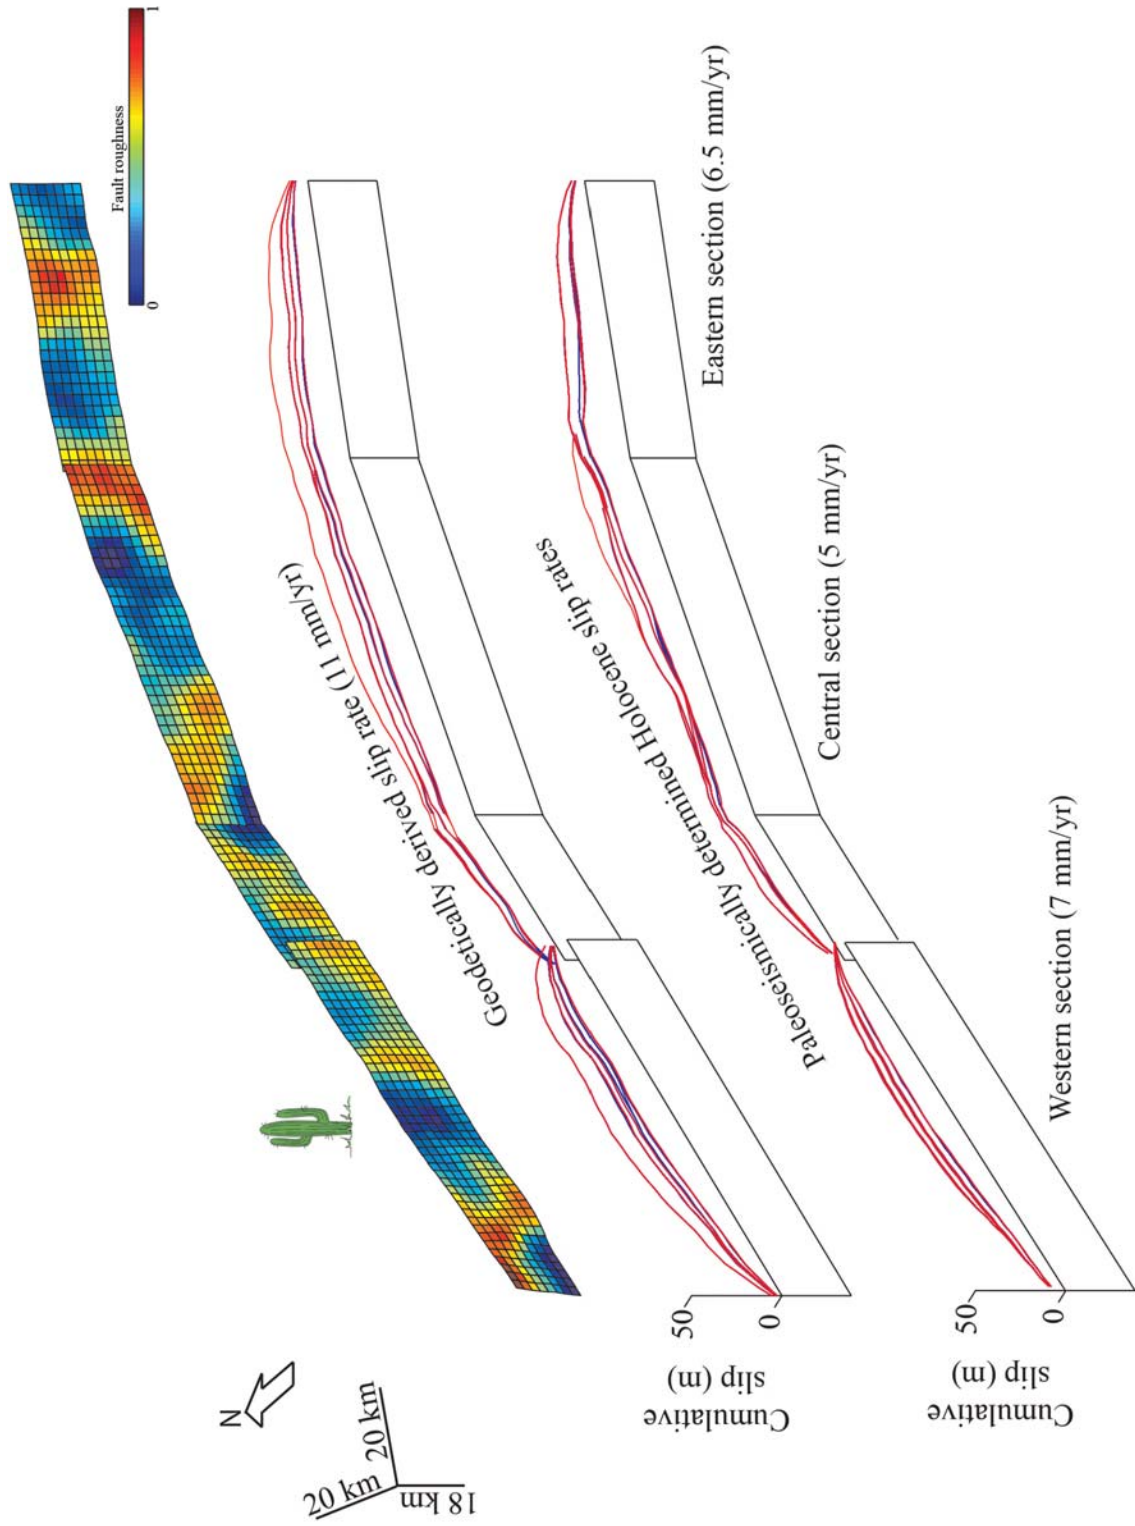 Fault roughness
0
1
N
20 km
20 km
18 km
Geodetically derived slip rate (11 mm/yr)
50
0
Cumulative
slip (m)
Paleoseismically determined Holocene slip rates
Eastern section (6.5 mm/yr)
Central section (5 mm/yr)
Western section (7 mm/yr)
50
0
Cumulative
slip (m)